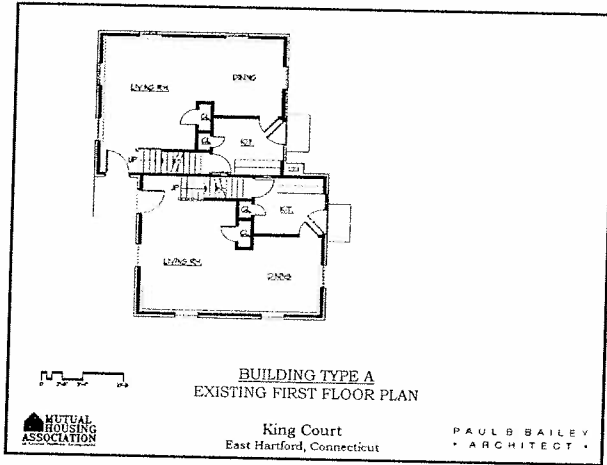 DINING
LIVING RM.
CL.
CL.
KIT.
UP
UP
CL.
KIT.
CL.
LIVING RM.
DINING
BUILDING TYPE A
EXISTING FIRST FLOOR PLAN
MUTUAL
HOUSING
ASSOCIATION
King Court
East Hartford, Connecticut
PAUL B BAILEY
• ARCHITECT •